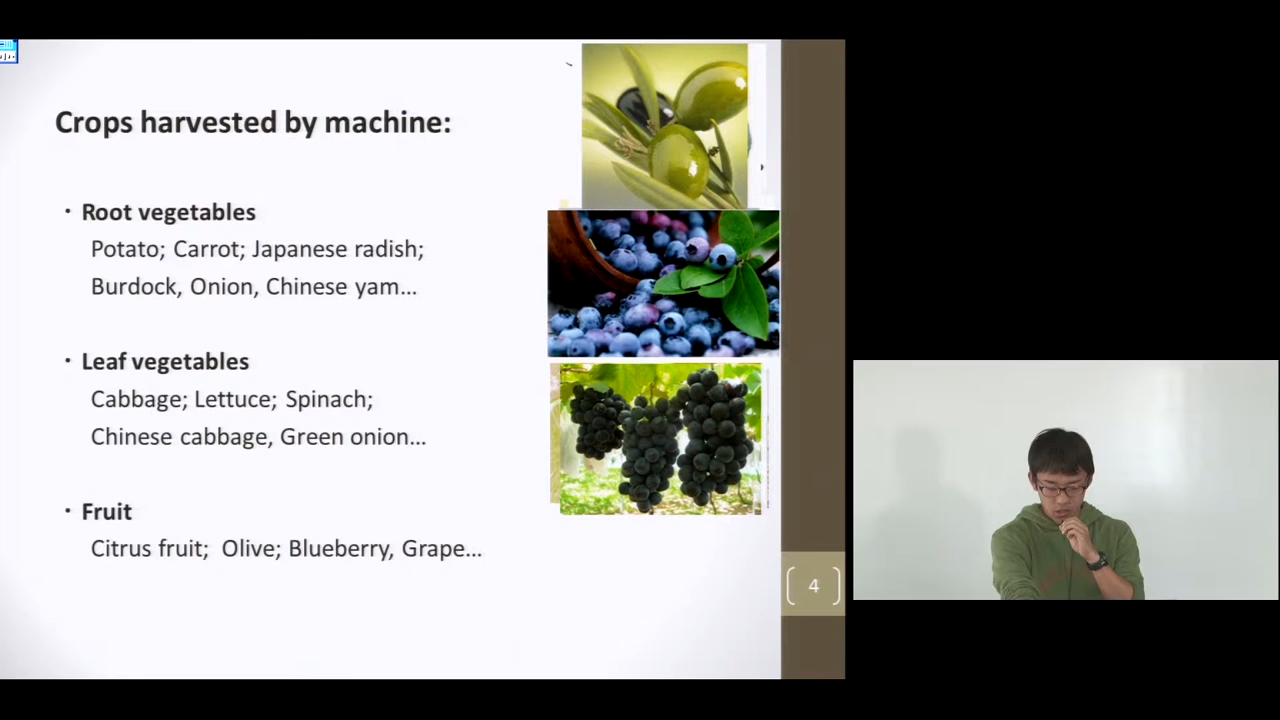 Crops harvested by machine:
· Root vegetables
Potato; Carrot; Japanese radish;
Burdock, Onion, Chinese yam...
· Leaf vegetables
Cabbage; Lettuce; Spinach;
Chinese cabbage, Green onion...
· Fruit
Citrus fruit; Olive; Blueberry, Grape...
4